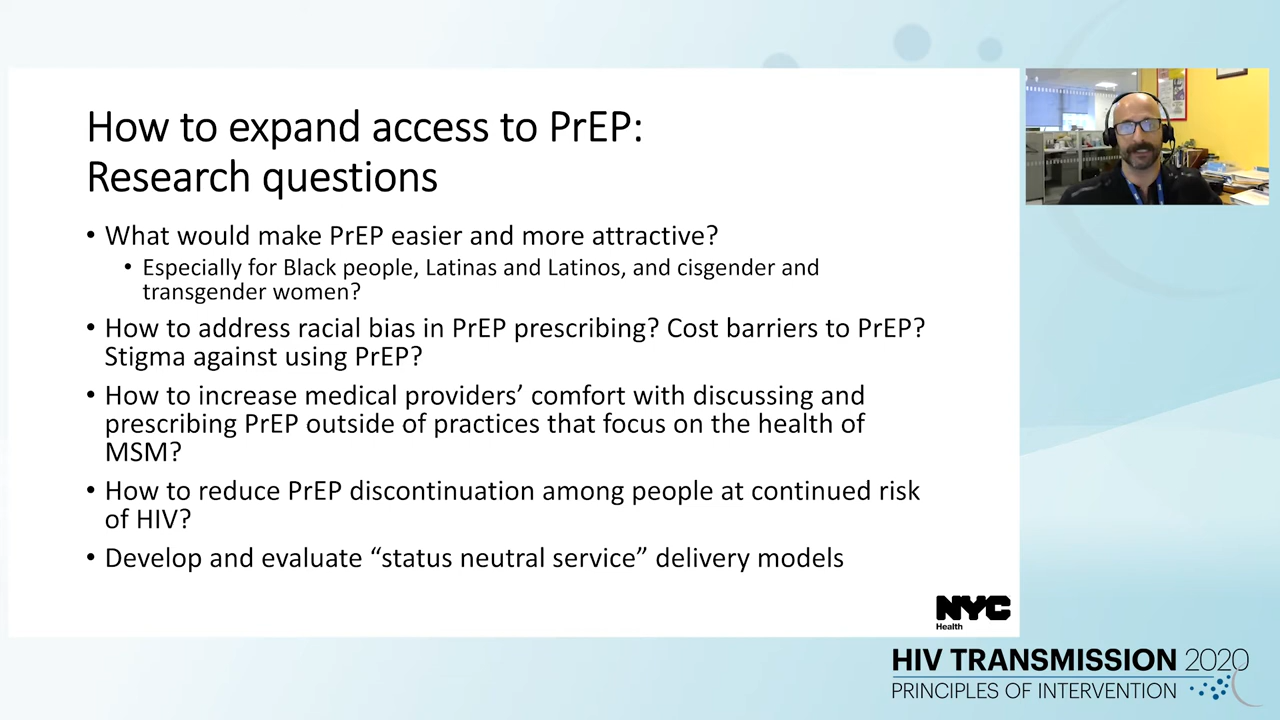 How to expand access to PrEP:
Research questions
• What would make PrEP easier and more attractive?
• Especially for Black people, Latinas and Latinos, and cisgender and
transgender women?
• How to address racial bias in PrEP prescribing? Cost barriers to PrEP?
Stigma against using PrEP?
• How to increase medical providers’ comfort with discussing and
prescribing PrEP outside of practices that focus on the health of
MSM?
• How to reduce PrEP discontinuation among people at continued risk
of HIV?
• Develop and evaluate “status neutral service” delivery models
NYC
Health
HIV TRANSMISSION 2020
PRINCIPLES OF INTERVENTION